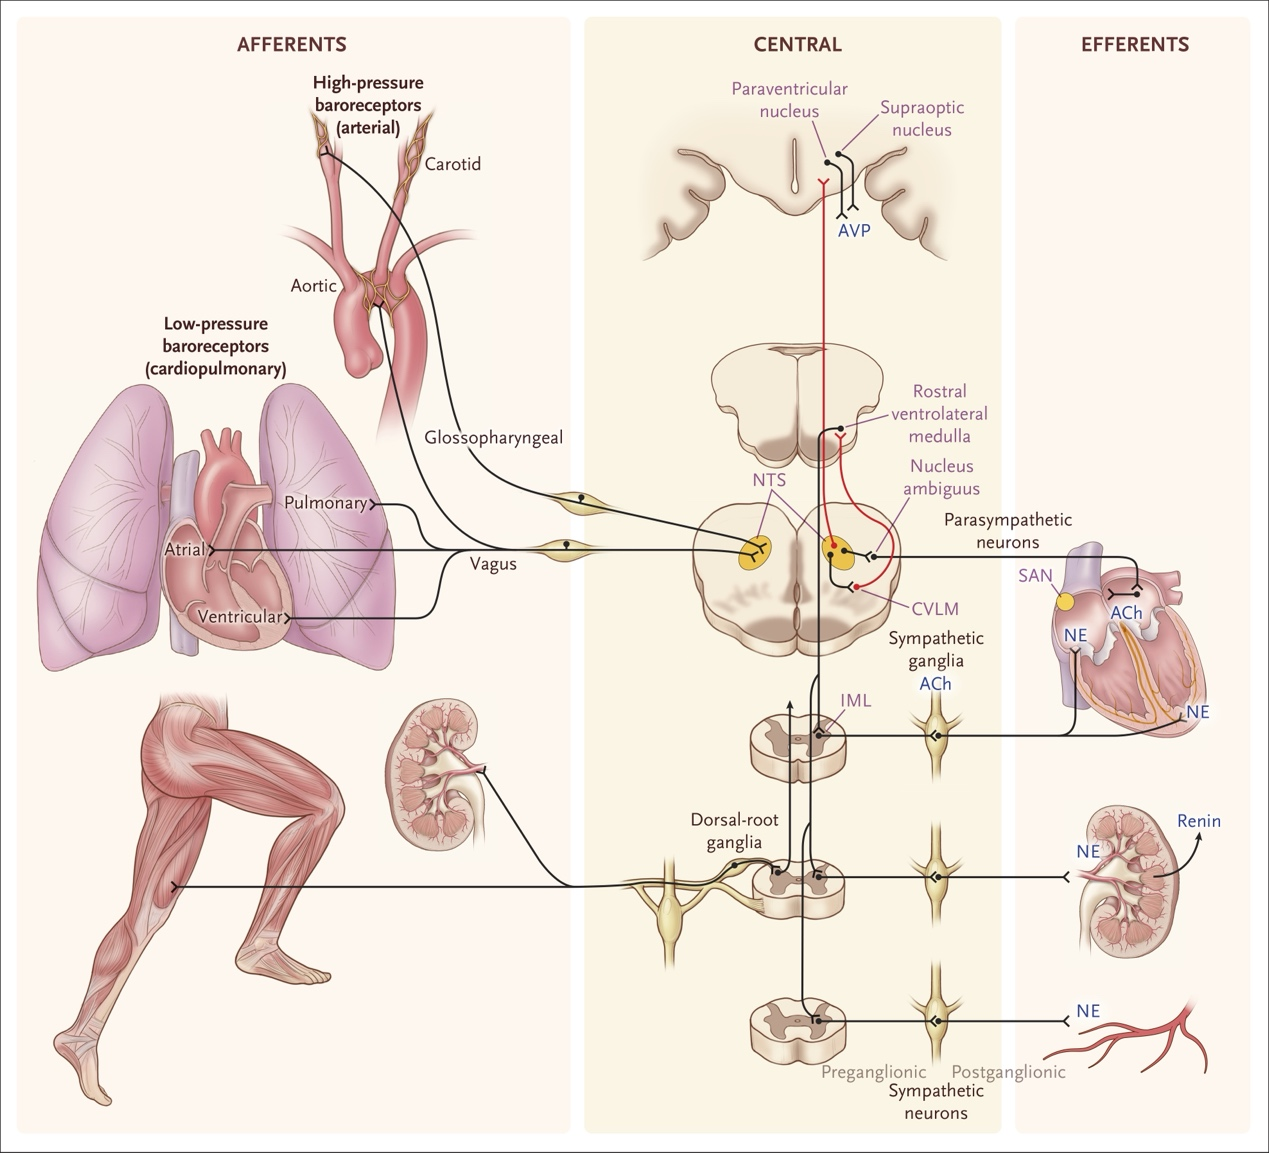 AFFERENTS
High-pressure
baroreceptors
(arterial)
Carotid
Aortic
Low-pressure
baroreceptors
(cardiopulmonary)
Glossopharyngeal
Pulmonary
Atrial
Vagus
Ventricular
CENTRAL
Paraventricular
nucleus
Supraoptic
nucleus
AVP
Rostral
ventrolateral
medulla
NTS
Nucleus
ambiguus
Parasympathetic
neurons
CVLM
Sympathetic
ganglia
ACh
IML
Dorsal-root
ganglia
Preganglionic
Postganglionic
Sympathetic
neurons
EFFERENTS
SAN
ACh
NE
NE
Renin
NE
NE